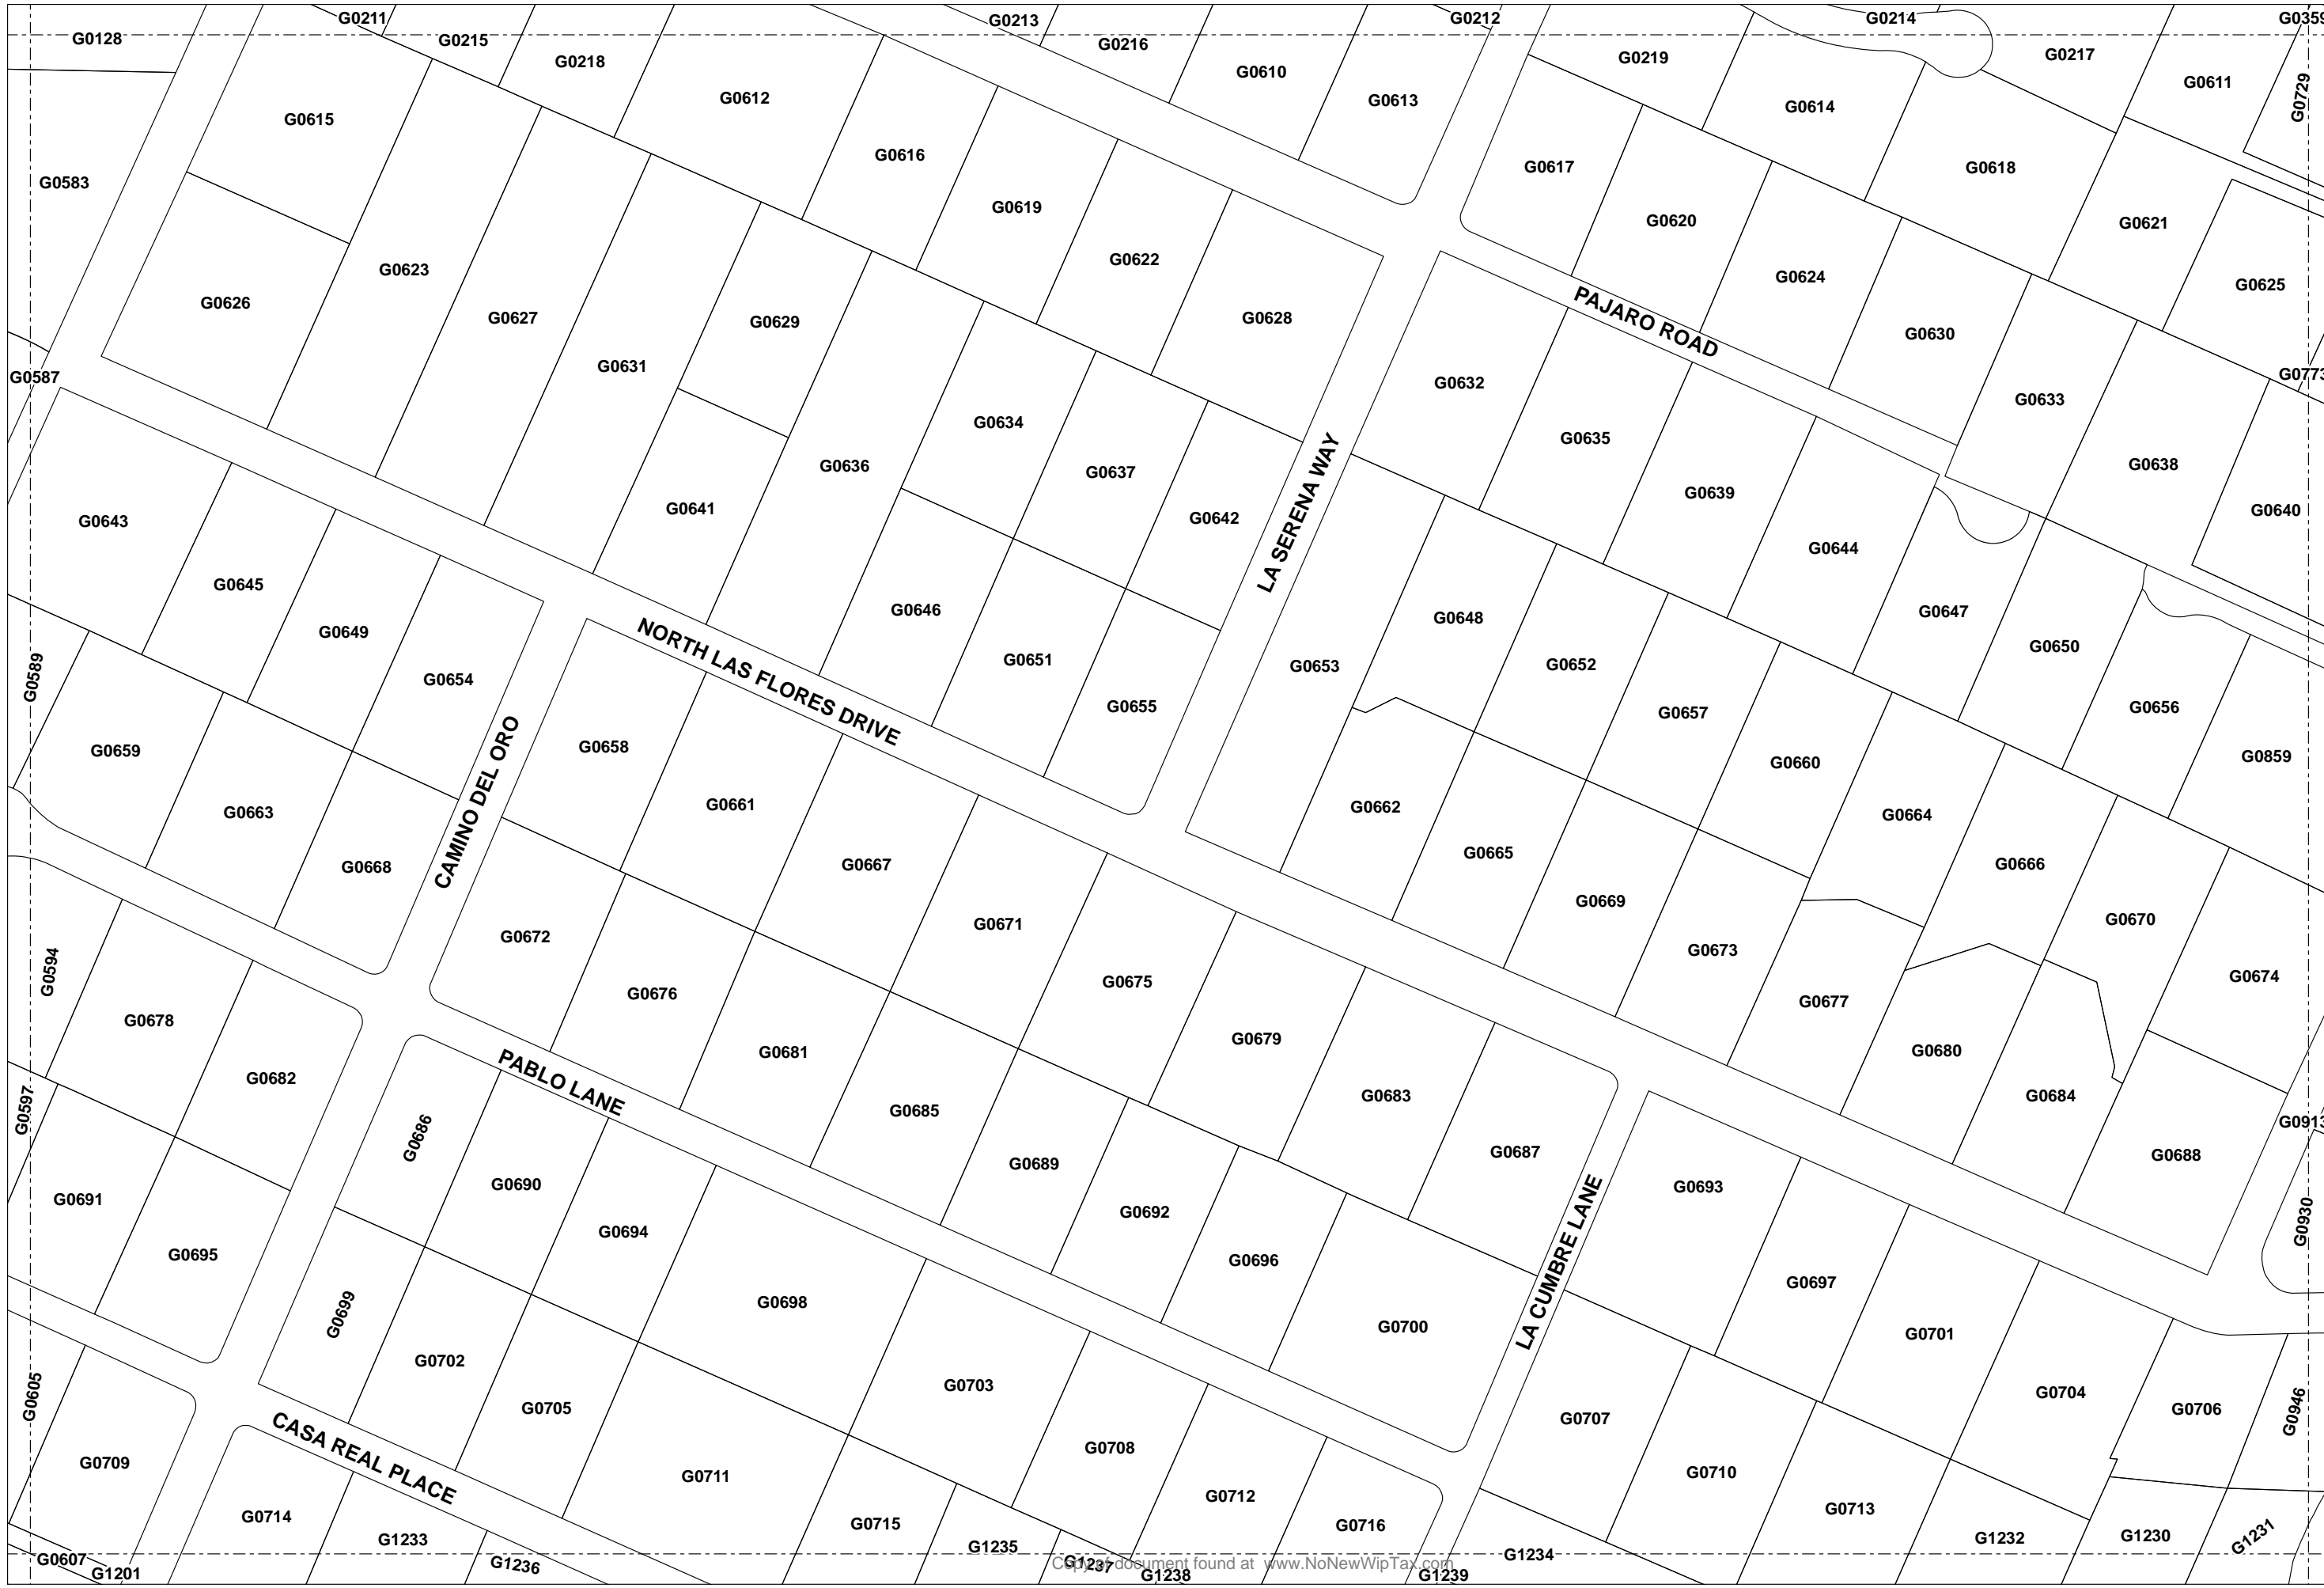 G0211
G0213
G0212
G0214
G0359
G0128
G0215
G0216
G0218
G0219
G0217
G0610
G0611
G0729
G0612
G0613
G0614
G0615
G0616
G0617
G0618
G0583
G0619
G0620
G0621
G0622
G0623
G0624
G0625
G0626
G0627
G0628
G0629
G0630
PAJARO ROAD
G0587
G0631
G0632
G0773
G0633
G0634
G0635
G0636
G0637
G0638
LA SERENA WAY
G0639
G0640
G0641
G0642
G0643
G0644
G0645
G0646
G0647
G0648
G0649
G0650
G0651
G0652
G0653
G0654
G0589
NORTH LAS FLORES DRIVE
G0655
G0656
G0657
G0658
G0659
G0660
G0859
CAMINO DEL ORO
G0661
G0662
G0663
G0664
G0665
G0666
G0667
G0668
G0669
G0670
G0671
G0672
G0673
G0674
G0594
G0675
G0676
G0677
G0678
G0679
G0680
G0681
G0682
G0683
G0684
PABLO LANE
G0597
G0685
G0686
G0913
G0687
G0688
G0689
G0690
G0691
G0692
G0693
G0930
G0694
G0695
G0696
LA CUMBRE LANE
G0697
G0698
G0699
G0700
G0701
G0702
G0703
G0704
G0605
G0705
G0706
G0946
G0707
G0708
CASA REAL PLACE
G0709
G0710
G0711
G0712
G0713
G0714
G0715
G0716
G1233
G1235
G1232
G1230
G1231
G1234
G0607
G1236
G1237
Copy of document found at www.NoNewWipTax.com
G1201
G1238
G1239